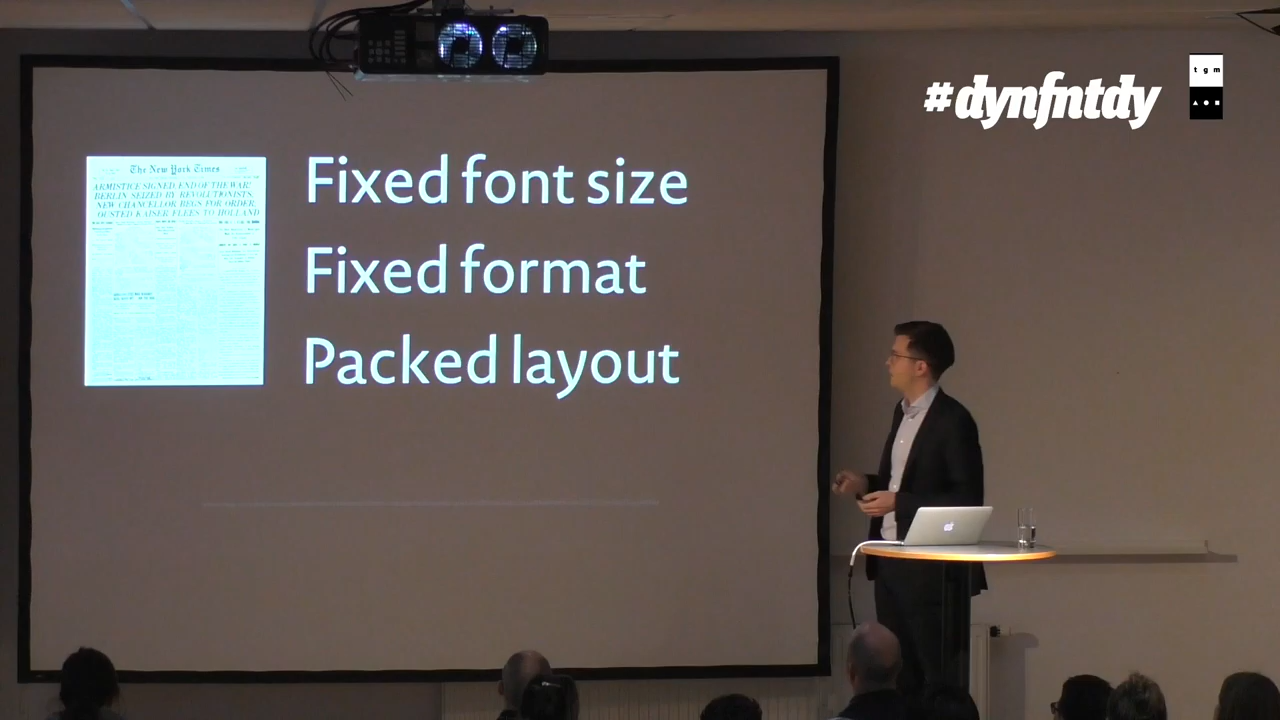 #dynfntdy
t g m
The New York Times
ARMISTICE SIGNED, END OF THE WAR!
BERLIN SEIZED BY REVOLUTIONISTS;
NEW CHANCELLOR BEGS FOR ORDER;
OUSTED KAISER FLEES TO HOLLAND
Fixed font size
Fixed format
Packed layout